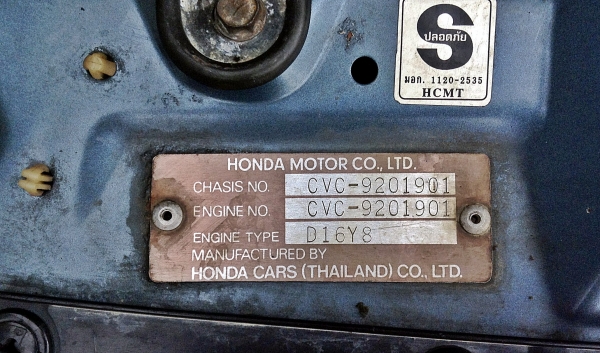 S
ปลอดภัย
มอก. 1120-2535
HCMT
HONDA MOTOR CO., LTD.
CHASIS NO. CVC-9201901
ENGINE NO. CVC-9201901
ENGINE TYPE D16Y8
MANUFACTURED BY
HONDA CARS (THAILAND) CO., LTD.